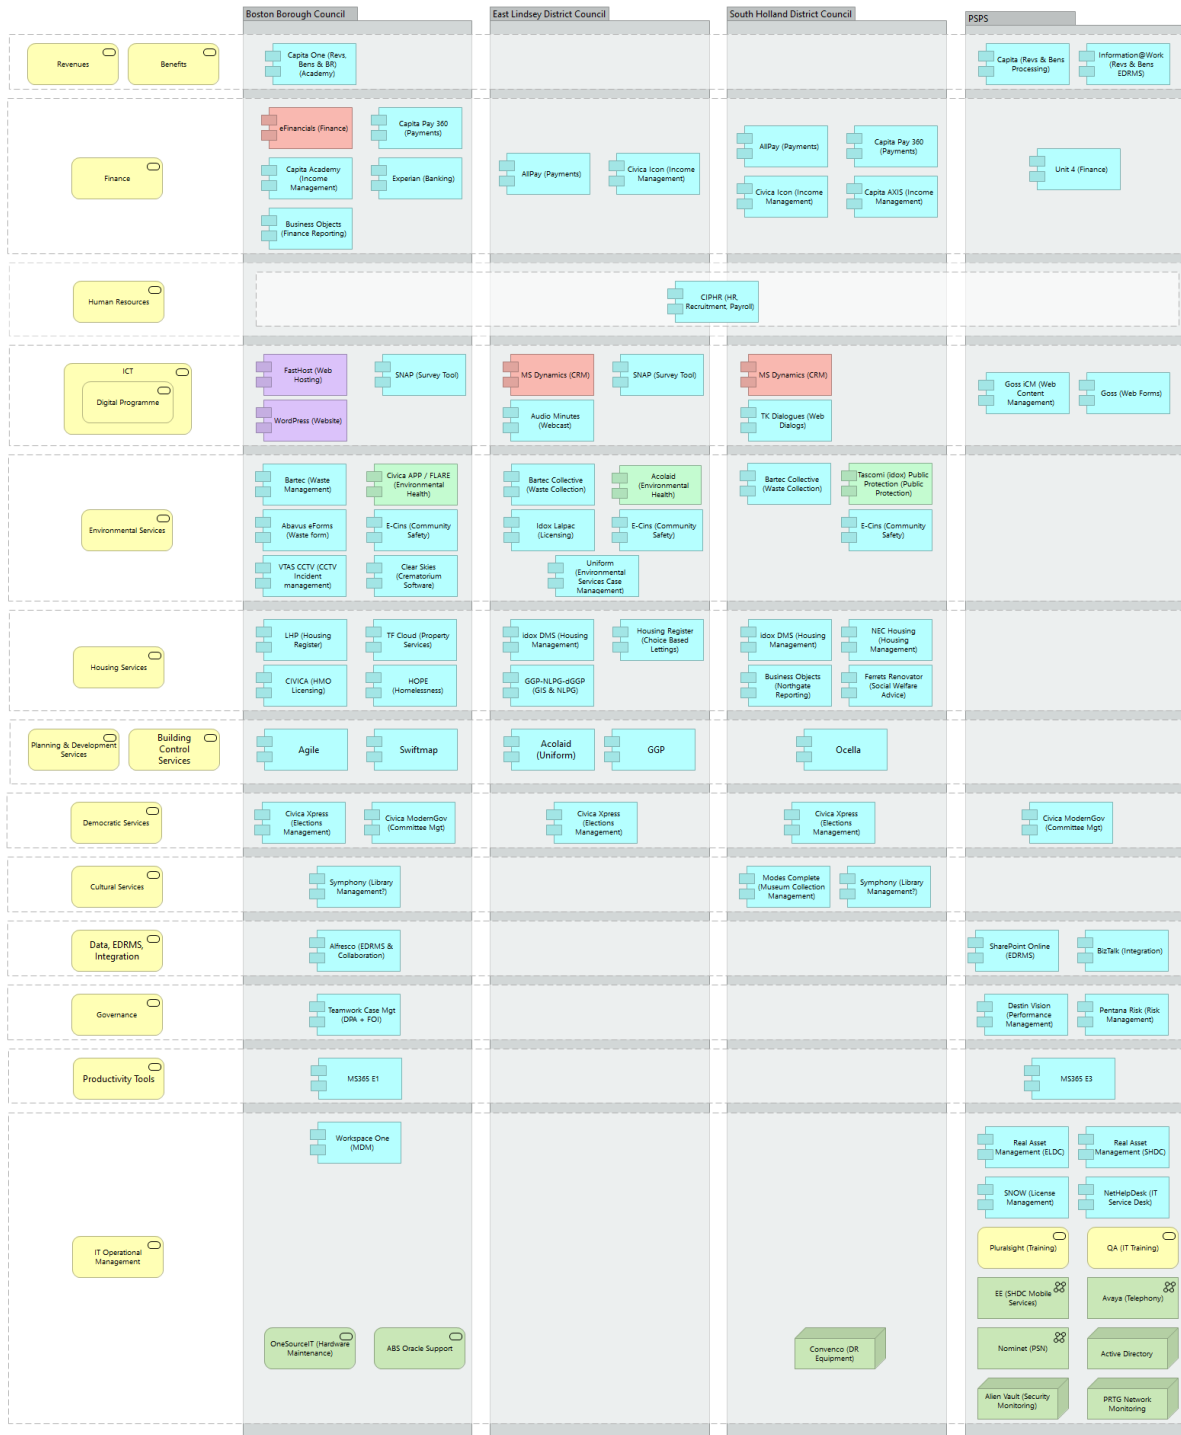 Boston Borough Council
East Lindsey District Council
South Holland District Council
PSPS
Revenues
Benefits
Capita One (Revs,
Bens & BR)
(Academy)
Capita (Revs & Bens
Processing)
Information@Work
(Revs & Bens
EDRMS)
Finance
eFinancials (Finance)
Capita Pay 360
(Payments)
Capita Academy
(Income
Management)
Experian (Banking)
Business Objects
(Finance Reporting)
AllPay (Payments)
Civica Icon (Income
Management)
AllPay (Payments)
Capita Pay 360
(Payments)
Civica Icon (Income
Management)
Capita AXIS (Income
Management)
Unit 4 (Finance)
Human Resources
CIPHR (HR,
Recruitment, Payroll)
ICT
Digital Programme
FastHost (Web
Hosting)
SNAP (Survey Tool)
WordPress (Website)
MS Dynamics (CRM)
SNAP (Survey Tool)
Audio Minutes
(Webcast)
MS Dynamics (CRM)
TK Dialogues (Web
Dialogs)
Goss iCM (Web
Content
Management)
Goss (Web Forms)
Environmental Services
Bartec (Waste
Management)
Civica APP / FLARE
(Environmental
Health)
Abavus eForms
(Waste form)
E-Cins (Community
Safety)
VTAS CCTV (CCTV
Incident
management)
Clear Skies
(Crematorium
Software)
Bartec Collective
(Waste Collection)
Acolaid
(Environmental
Health)
Idox Lalpac
(Licensing)
E-Cins (Community
Safety)
Uniform
(Environmental
Services Case
Management)
Bartec Collective
(Waste Collection)
Tascomi (idox) Public
Protection (Public
Protection)
E-Cins (Community
Safety)
Housing Services
LHP (Housing
Register)
TF Cloud (Property
Services)
CIVICA (HMO
Licensing)
HOPE
(Homelessness)
idox DMS (Housing
Management)
Housing Register
(Choice Based
Lettings)
GGP-NLPG-dGGP
(GIS & NLPG)
idox DMS (Housing
Management)
NEC Housing
(Housing
Management)
Business Objects
(Northgate
Reporting)
Ferrets Renovator
(Social Welfare
Advice)
Planning & Development
Services
Building
Control
Services
Agile
Swiftmap
Acolaid
(Uniform)
GGP
Ocella
Democratic Services
Civica Xpress
(Elections
Management)
Civica ModernGov
(Committee Mgt)
Civica Xpress
(Elections
Management)
Civica Xpress
(Elections
Management)
Civica ModernGov
(Committee Mgt)
Cultural Services
Symphony (Library
Management?)
Modes Complete
(Museum Collection
Management)
Symphony (Library
Management?)
Data, EDRMS,
Integration
Alfresco (EDRMS &
Collaboration)
SharePoint Online
(EDRMS)
BizTalk (Integration)
Governance
Teamwork Case Mgt
(DPA + FOI)
Destin Vision
(Performance
Management)
Pentana Risk (Risk
Management)
Productivity Tools
MS365 E1
MS365 E3
IT Operational
Management
Workspace One
(MDM)
OneSourceIT (Hardware
Maintenance)
ABS Oracle Support
Convenco (DR
Equipment)
Real Asset
Management (ELDC)
Real Asset
Management (SHDC)
SNOW (License
Management)
NetHelpDesk (IT
Service Desk)
Pluralsight (Training)
QA (IT Training)
EE (SHDC Mobile
Services)
Avaya (Telephony)
Nominet (PSN)
Active Directory
Alien Vault (Security
Monitoring)
PRTG Network
Monitoring